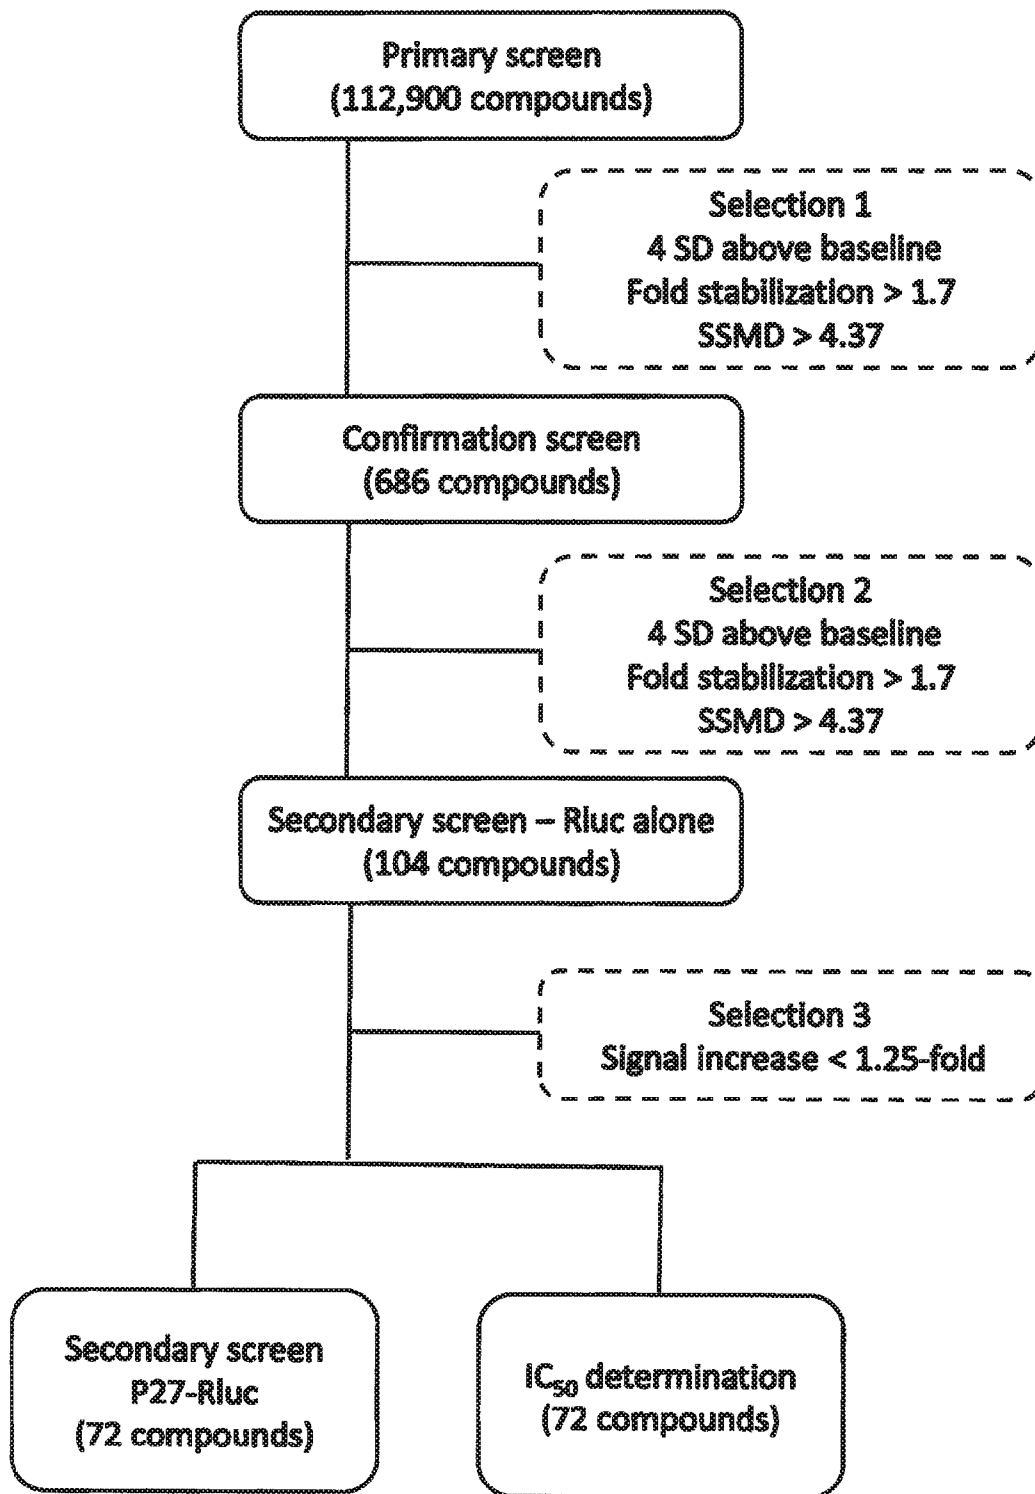 Primary screen
(112,900 compounds)
Selection 1
4 SD above baseline
Fold stabilization > 1.7
SSMD > 4.37
Confirmation screen
(686 compounds)
Selection 2
4 SD above baseline
Fold stabilization > 1.7
SSMD > 4.37
Secondary screen – Rluc alone
(104 compounds)
Selection 3
Signal increase < 1.25-fold
Secondary screen
P27-Rluc
(72 compounds)
IC₅₀ determination
(72 compounds)